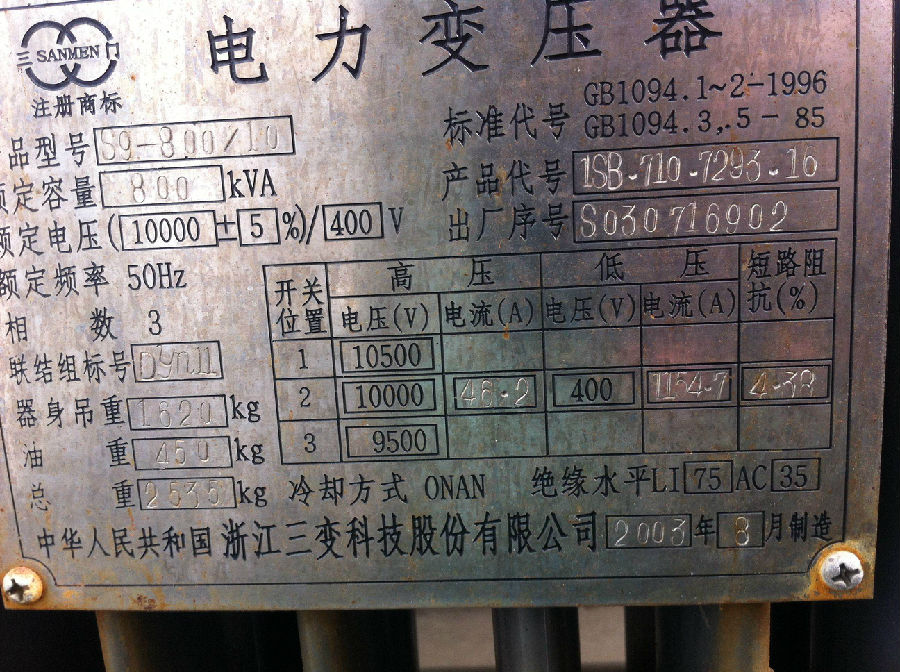 三 SANMEN 门
注册商标
电力变压器
标准代号 GB1094.1~2-1996
GB1094.3,.5-85
品型号 S9-800/10
产品代号 1SB-710-7293-16
额定容量 800 kVA
出厂序号 S030716902
额定电压(10000±5%)/400 V
额定频率 50Hz
相数 3
联结组标号 Dyn11
器身吊重 1620 kg
油重 450 kg
总重 2535 kg
开关位置 高压 低压 短路阻抗(%)
电压(V) 电流(A) 电压(V) 电流(A)
1 10500
2 10000 46.2 400 1154.7 4.38
3 9500
冷却方式 ONAN 绝缘水平LI 75 AC 35
中华人民共和国 浙江三变科技股份有限公司 2003年8月制造